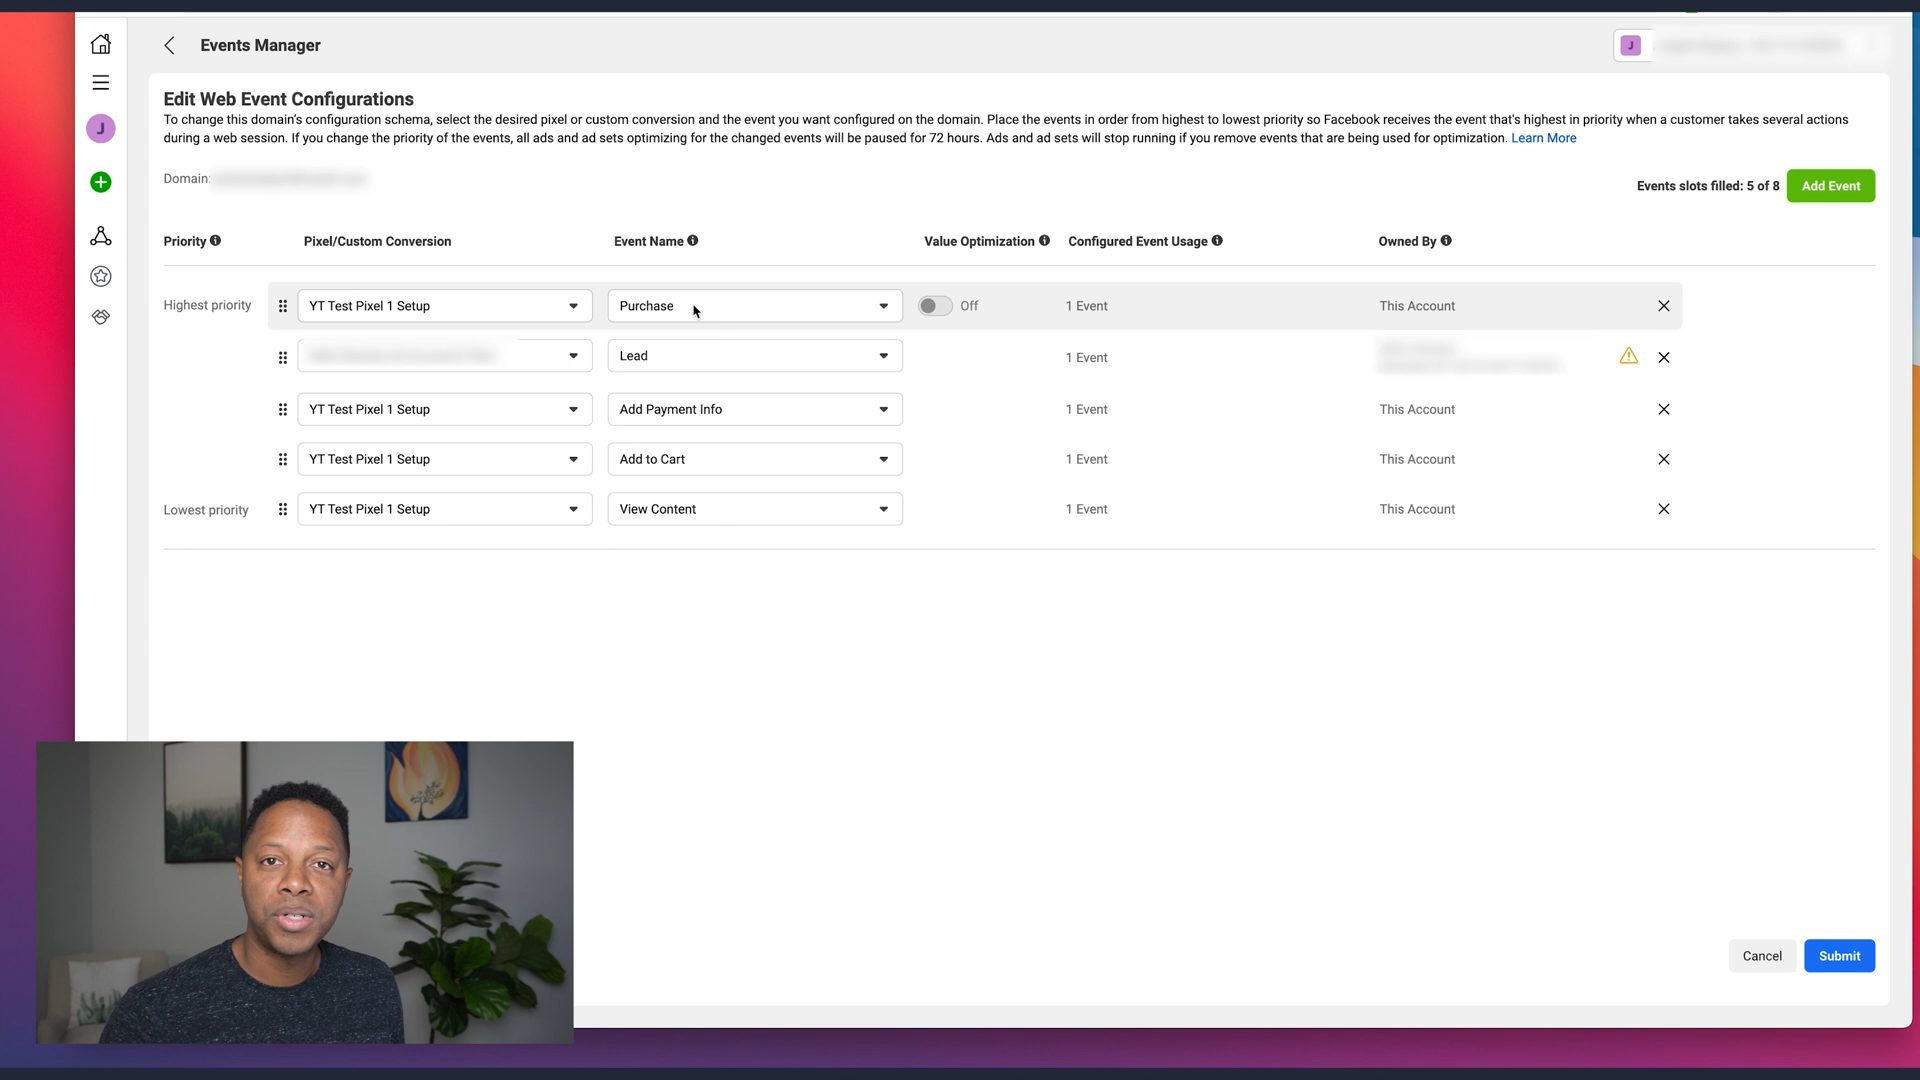 Events Manager
J
J
Edit Web Event Configurations
To change this domain's configuration schema, select the desired pixel or custom conversion and the event you want configured on the domain. Place the events in order from highest to lowest priority so Facebook receives the event that's highest in priority when a customer takes several actions
during a web session. If you change the priority of the events, all ads and ad sets optimizing for the changed events will be paused for 72 hours. Ads and ad sets will stop running if you remove events that are being used for optimization. Learn More
Domain:
Events slots filled: 5 of 8 Add Event
Priority Pixel/Custom Conversion Event Name Value Optimization Configured Event Usage Owned By
Highest priority YT Test Pixel 1 Setup Purchase Off 1 Event This Account
Lead 1 Event
YT Test Pixel 1 Setup Add Payment Info 1 Event This Account
YT Test Pixel 1 Setup Add to Cart 1 Event This Account
Lowest priority YT Test Pixel 1 Setup View Content 1 Event This Account
Cancel Submit